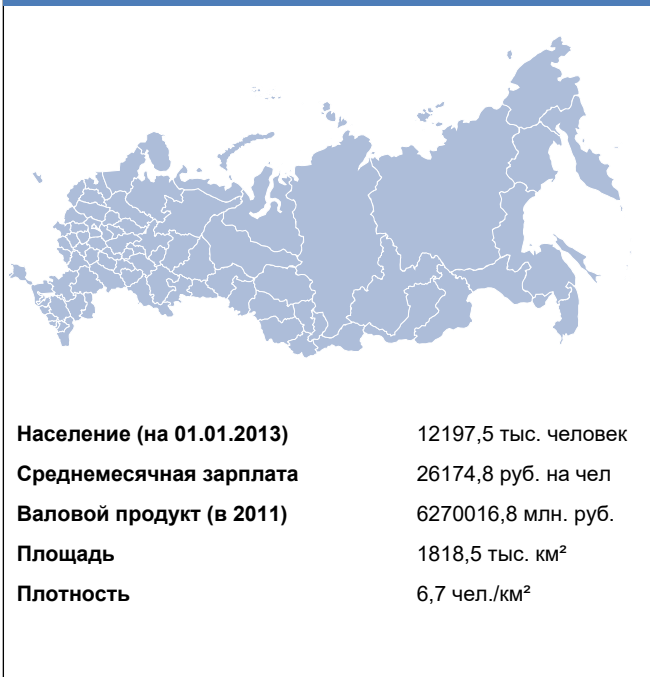 Население (на 01.01.2013) 12197,5 тыс. человек
Среднемесячная зарплата 26174,8 руб. на чел
Валовой продукт (в 2011) 6270016,8 млн. руб.
Площадь 1818,5 тыс. км²
Плотность 6,7 чел./км²